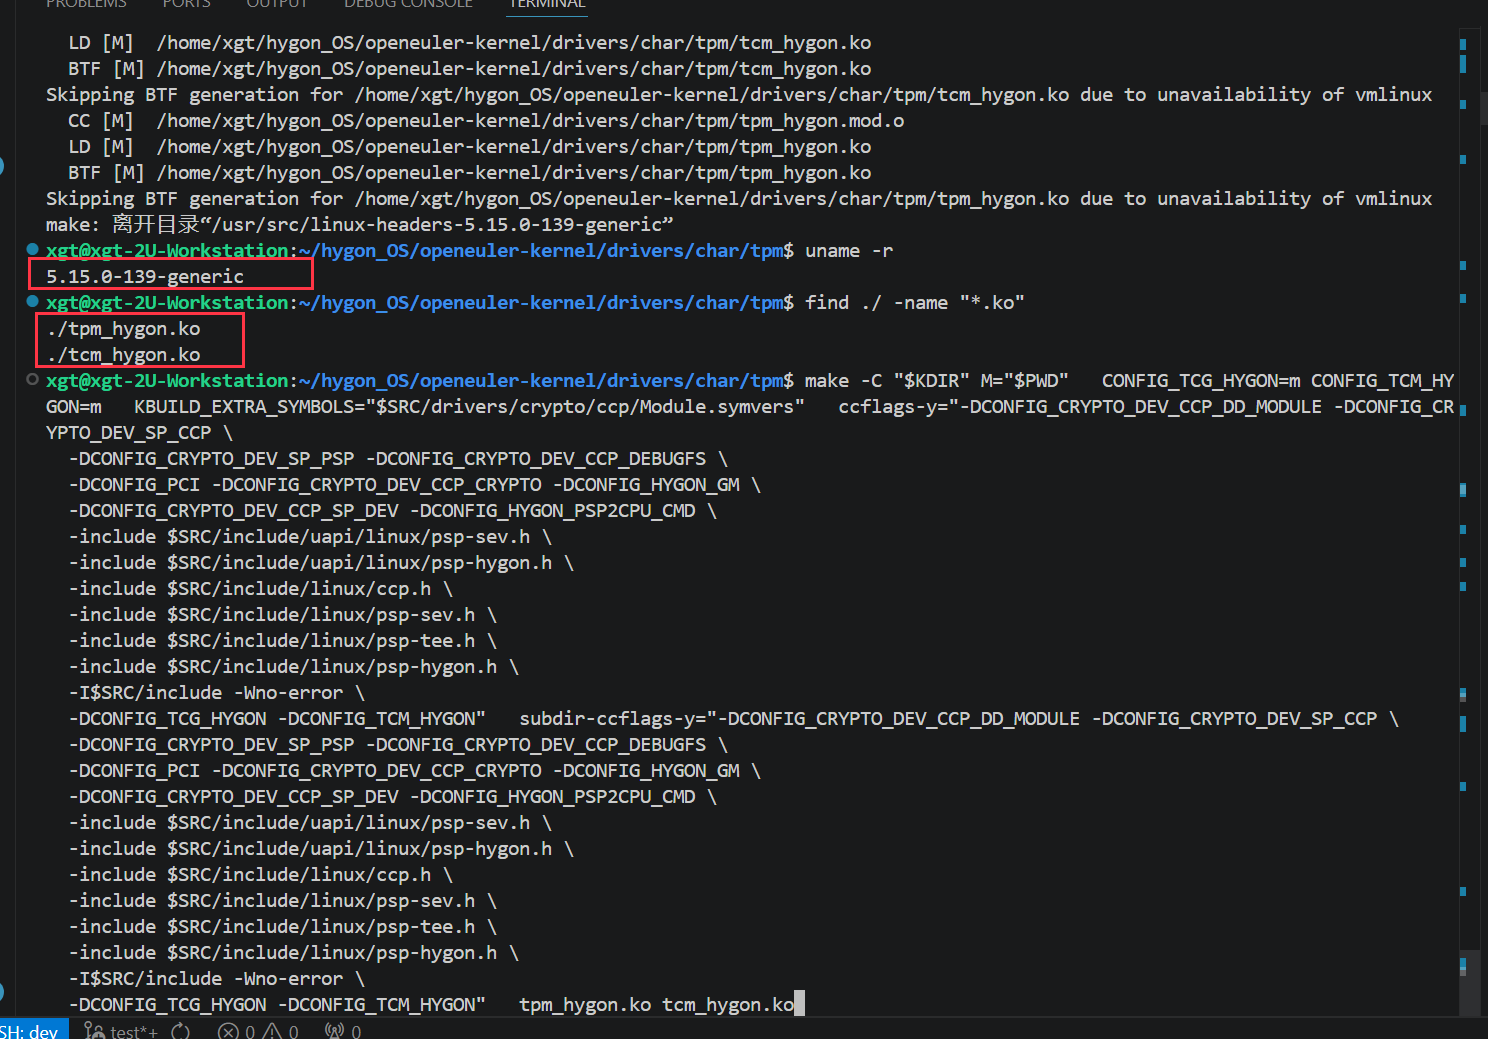 PROBLEMS PORTS OUTPUT DEBUG CONSOLE TERMINAL
LD [M]  /home/xgt/hygon_OS/openeuler-kernel/drivers/char/tpm/tcm_hygon.ko
BTF [M] /home/xgt/hygon_OS/openeuler-kernel/drivers/char/tpm/tcm_hygon.ko
Skipping BTF generation for /home/xgt/hygon_OS/openeuler-kernel/drivers/char/tpm/tcm_hygon.ko due to unavailability of vmlinux
CC [M]  /home/xgt/hygon_OS/openeuler-kernel/drivers/char/tpm/tpm_hygon.mod.o
LD [M]  /home/xgt/hygon_OS/openeuler-kernel/drivers/char/tpm/tpm_hygon.ko
BTF [M] /home/xgt/hygon_OS/openeuler-kernel/drivers/char/tpm/tpm_hygon.ko
Skipping BTF generation for /home/xgt/hygon_OS/openeuler-kernel/drivers/char/tpm/tpm_hygon.ko due to unavailability of vmlinux
make: 离开目录“/usr/src/linux-headers-5.15.0-139-generic”
xgt@xgt-2U-Workstation:~/hygon_OS/openeuler-kernel/drivers/char/tpm$ uname -r
5.15.0-139-generic
xgt@xgt-2U-Workstation:~/hygon_OS/openeuler-kernel/drivers/char/tpm$ find ./ -name "*.ko"
./tpm_hygon.ko
./tcm_hygon.ko
xgt@xgt-2U-Workstation:~/hygon_OS/openeuler-kernel/drivers/char/tpm$ make -C "$KDIR" M="$PWD"   CONFIG_TCG_HYGON=m CONFIG_TCM_HY
GON=m   KBUILD_EXTRA_SYMBOLS="$SRC/drivers/crypto/ccp/Module.symvers"   ccflags-y="-DCONFIG_CRYPTO_DEV_CCP_DD_MODULE -DCONFIG_CR
YPTO_DEV_SP_CCP \
-DCONFIG_CRYPTO_DEV_SP_PSP -DCONFIG_CRYPTO_DEV_CCP_DEBUGFS \
-DCONFIG_PCI -DCONFIG_CRYPTO_DEV_CCP_CRYPTO -DCONFIG_HYGON_GM \
-DCONFIG_CRYPTO_DEV_CCP_SP_DEV -DCONFIG_HYGON_PSP2CPU_CMD \
-include $SRC/include/uapi/linux/psp-sev.h \
-include $SRC/include/uapi/linux/psp-hygon.h \
-include $SRC/include/linux/ccp.h \
-include $SRC/include/linux/psp-sev.h \
-include $SRC/include/linux/psp-tee.h \
-include $SRC/include/linux/psp-hygon.h \
-I$SRC/include -Wno-error \
-DCONFIG_TCG_HYGON -DCONFIG_TCM_HYGON"   subdir-ccflags-y="-DCONFIG_CRYPTO_DEV_CCP_DD_MODULE -DCONFIG_CRYPTO_DEV_SP_CCP \
-DCONFIG_CRYPTO_DEV_SP_PSP -DCONFIG_CRYPTO_DEV_CCP_DEBUGFS \
-DCONFIG_PCI -DCONFIG_CRYPTO_DEV_CCP_CRYPTO -DCONFIG_HYGON_GM \
-DCONFIG_CRYPTO_DEV_CCP_SP_DEV -DCONFIG_HYGON_PSP2CPU_CMD \
-include $SRC/include/uapi/linux/psp-sev.h \
-include $SRC/include/uapi/linux/psp-hygon.h \
-include $SRC/include/linux/ccp.h \
-include $SRC/include/linux/psp-sev.h \
-include $SRC/include/linux/psp-tee.h \
-include $SRC/include/linux/psp-hygon.h \
-I$SRC/include -Wno-error \
-DCONFIG_TCG_HYGON -DCONFIG_TCM_HYGON"   tpm_hygon.ko tcm_hygon.ko
SH: dev test*+ 0 0 0